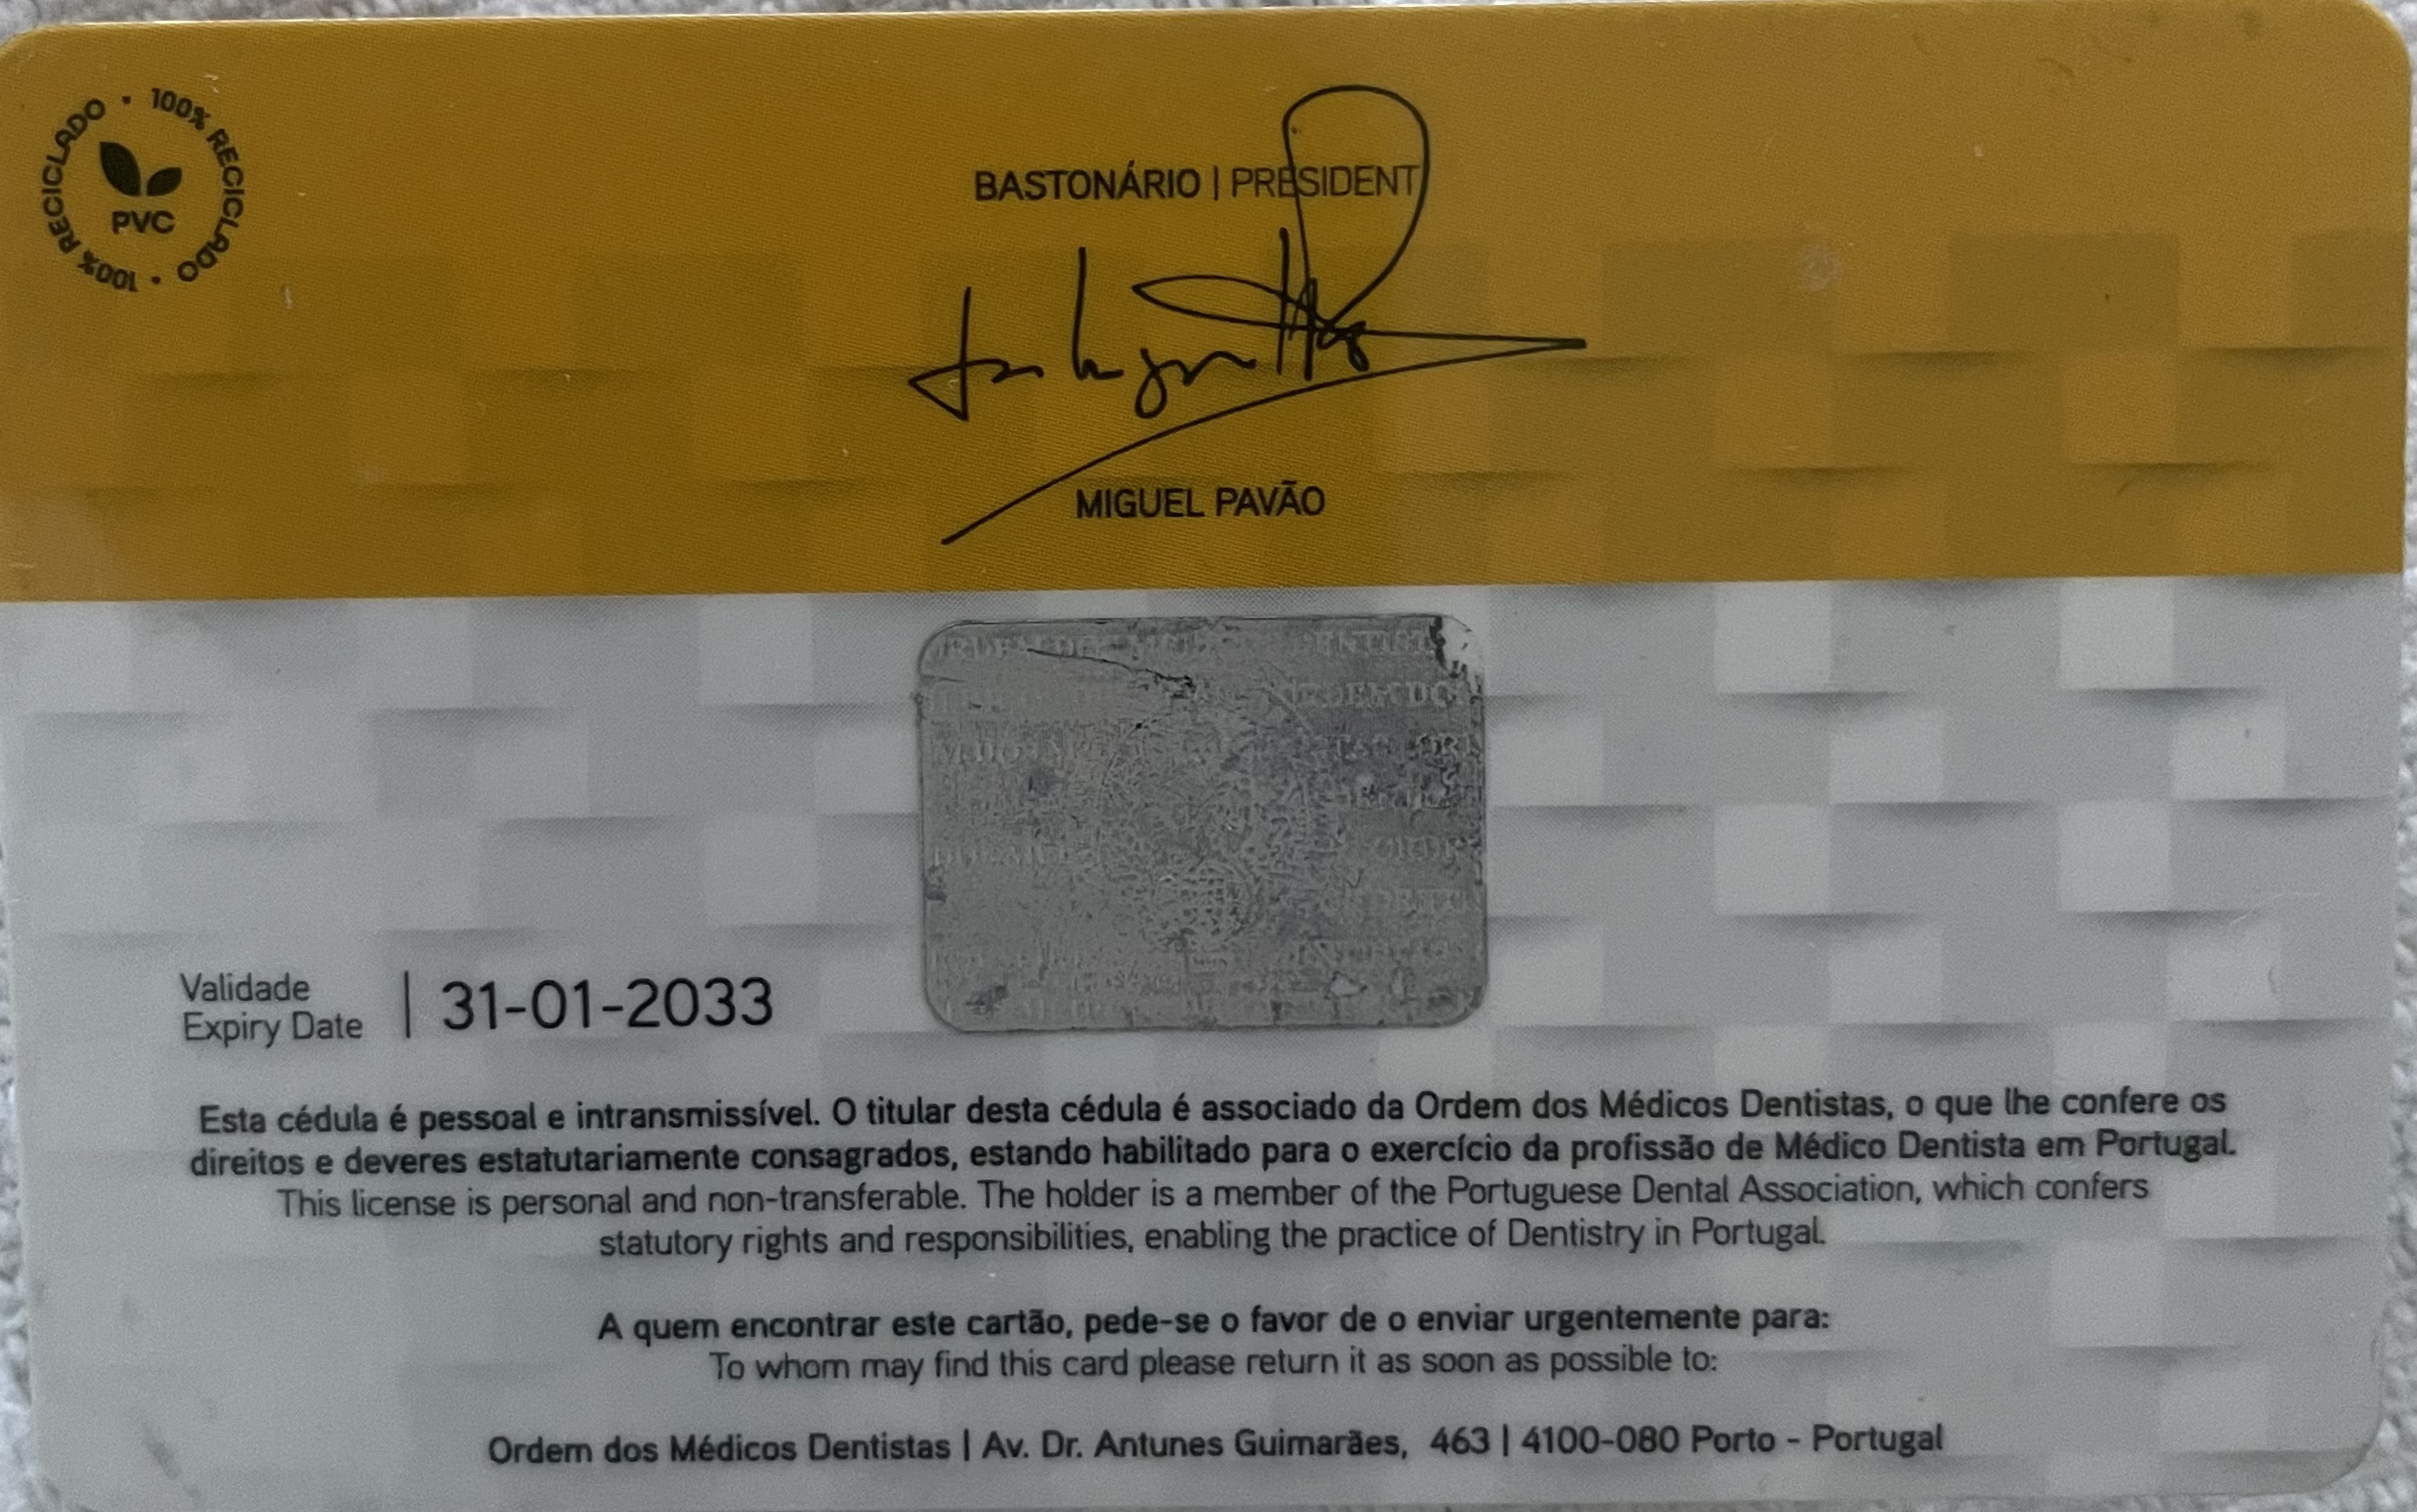 100% RECICLADO • 100% RECICLADO •
PVC
BASTONÁRIO | PRESIDENT
MIGUEL PAVÃO
ORDEM DO
Validade
Expiry Date | 31-01-2033
Esta cédula é pessoal e intransmissível. O titular desta cédula é associado da Ordem dos Médicos Dentistas, o que lhe confere os
direitos e deveres estatutariamente consagrados, estando habilitado para o exercício da profissão de Médico Dentista em Portugal.
This license is personal and non-transferable. The holder is a member of the Portuguese Dental Association, which confers
statutory rights and responsibilities, enabling the practice of Dentistry in Portugal.
A quem encontrar este cartão, pede-se o favor de o enviar urgentemente para:
To whom may find this card please return it as soon as possible to:
Ordem dos Médicos Dentistas | Av. Dr. Antunes Guimarães, 463 | 4100-080 Porto - Portugal